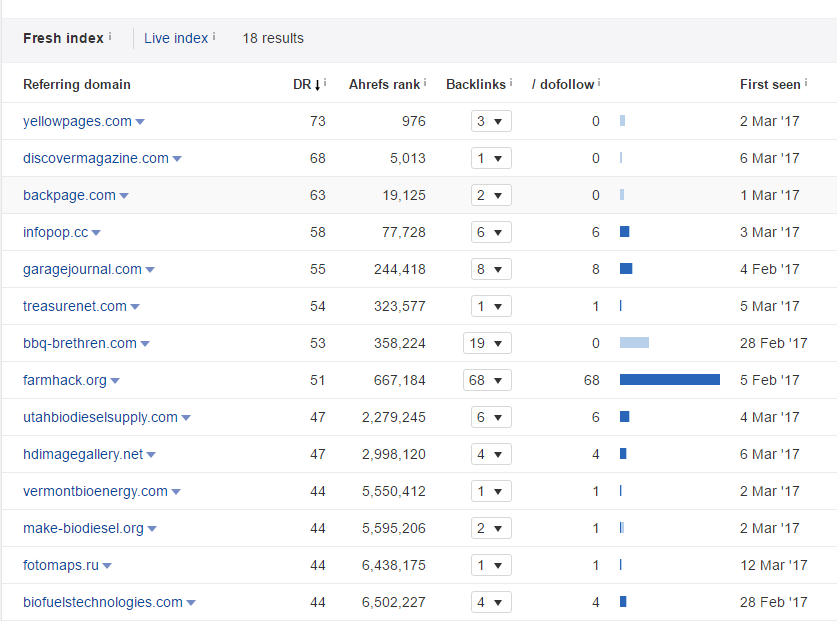 Fresh index i Live index i 18 results
Referring domain DR i Ahrefs rank i Backlinks i / dofollow i First seen i
yellowpages.com 73 976 3 0 2 Mar '17
discovermagazine.com 68 5,013 1 0 6 Mar '17
backpage.com 63 19,125 2 0 1 Mar '17
infopop.cc 58 77,728 6 6 3 Mar '17
garagejournal.com 55 244,418 8 8 4 Feb '17
treasurenet.com 54 323,577 1 1 5 Mar '17
bbq-brethren.com 53 358,224 19 0 28 Feb '17
farmhack.org 51 667,184 68 68 5 Feb '17
utahbiodieselsupply.com 47 2,279,245 6 6 4 Mar '17
hdimagegallery.net 47 2,998,120 4 4 6 Mar '17
vermontbioenergy.com 44 5,550,412 1 1 2 Mar '17
make-biodiesel.org 44 5,595,206 2 1 2 Mar '17
fotomaps.ru 44 6,438,175 1 1 12 Mar '17
biofuelstechnologies.com 44 6,502,227 4 4 28 Feb '17